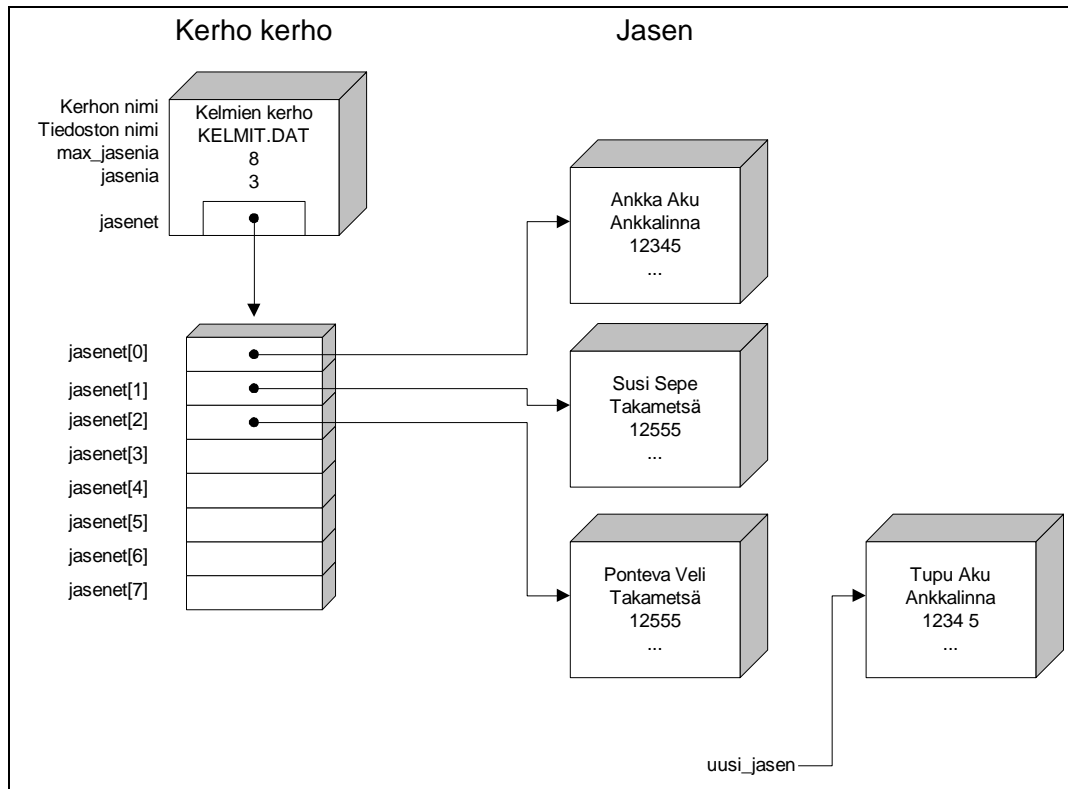 Kerho kerho
Jasen
Kerhon nimi
Tiedoston nimi
max_jasenia
jasenia
jasenet
Kelmien kerho
KELMIT.DAT
8
3
jasenet[0]
jasenet[1]
jasenet[2]
jasenet[3]
jasenet[4]
jasenet[5]
jasenet[6]
jasenet[7]
Ankka Aku
Ankkalinna
12345
...
Susi Sepe
Takametsä
12555
...
Ponteva Veli
Takametsä
12555
...
Tupu Aku
Ankkalinna
1234 5
...
uusi_jasen